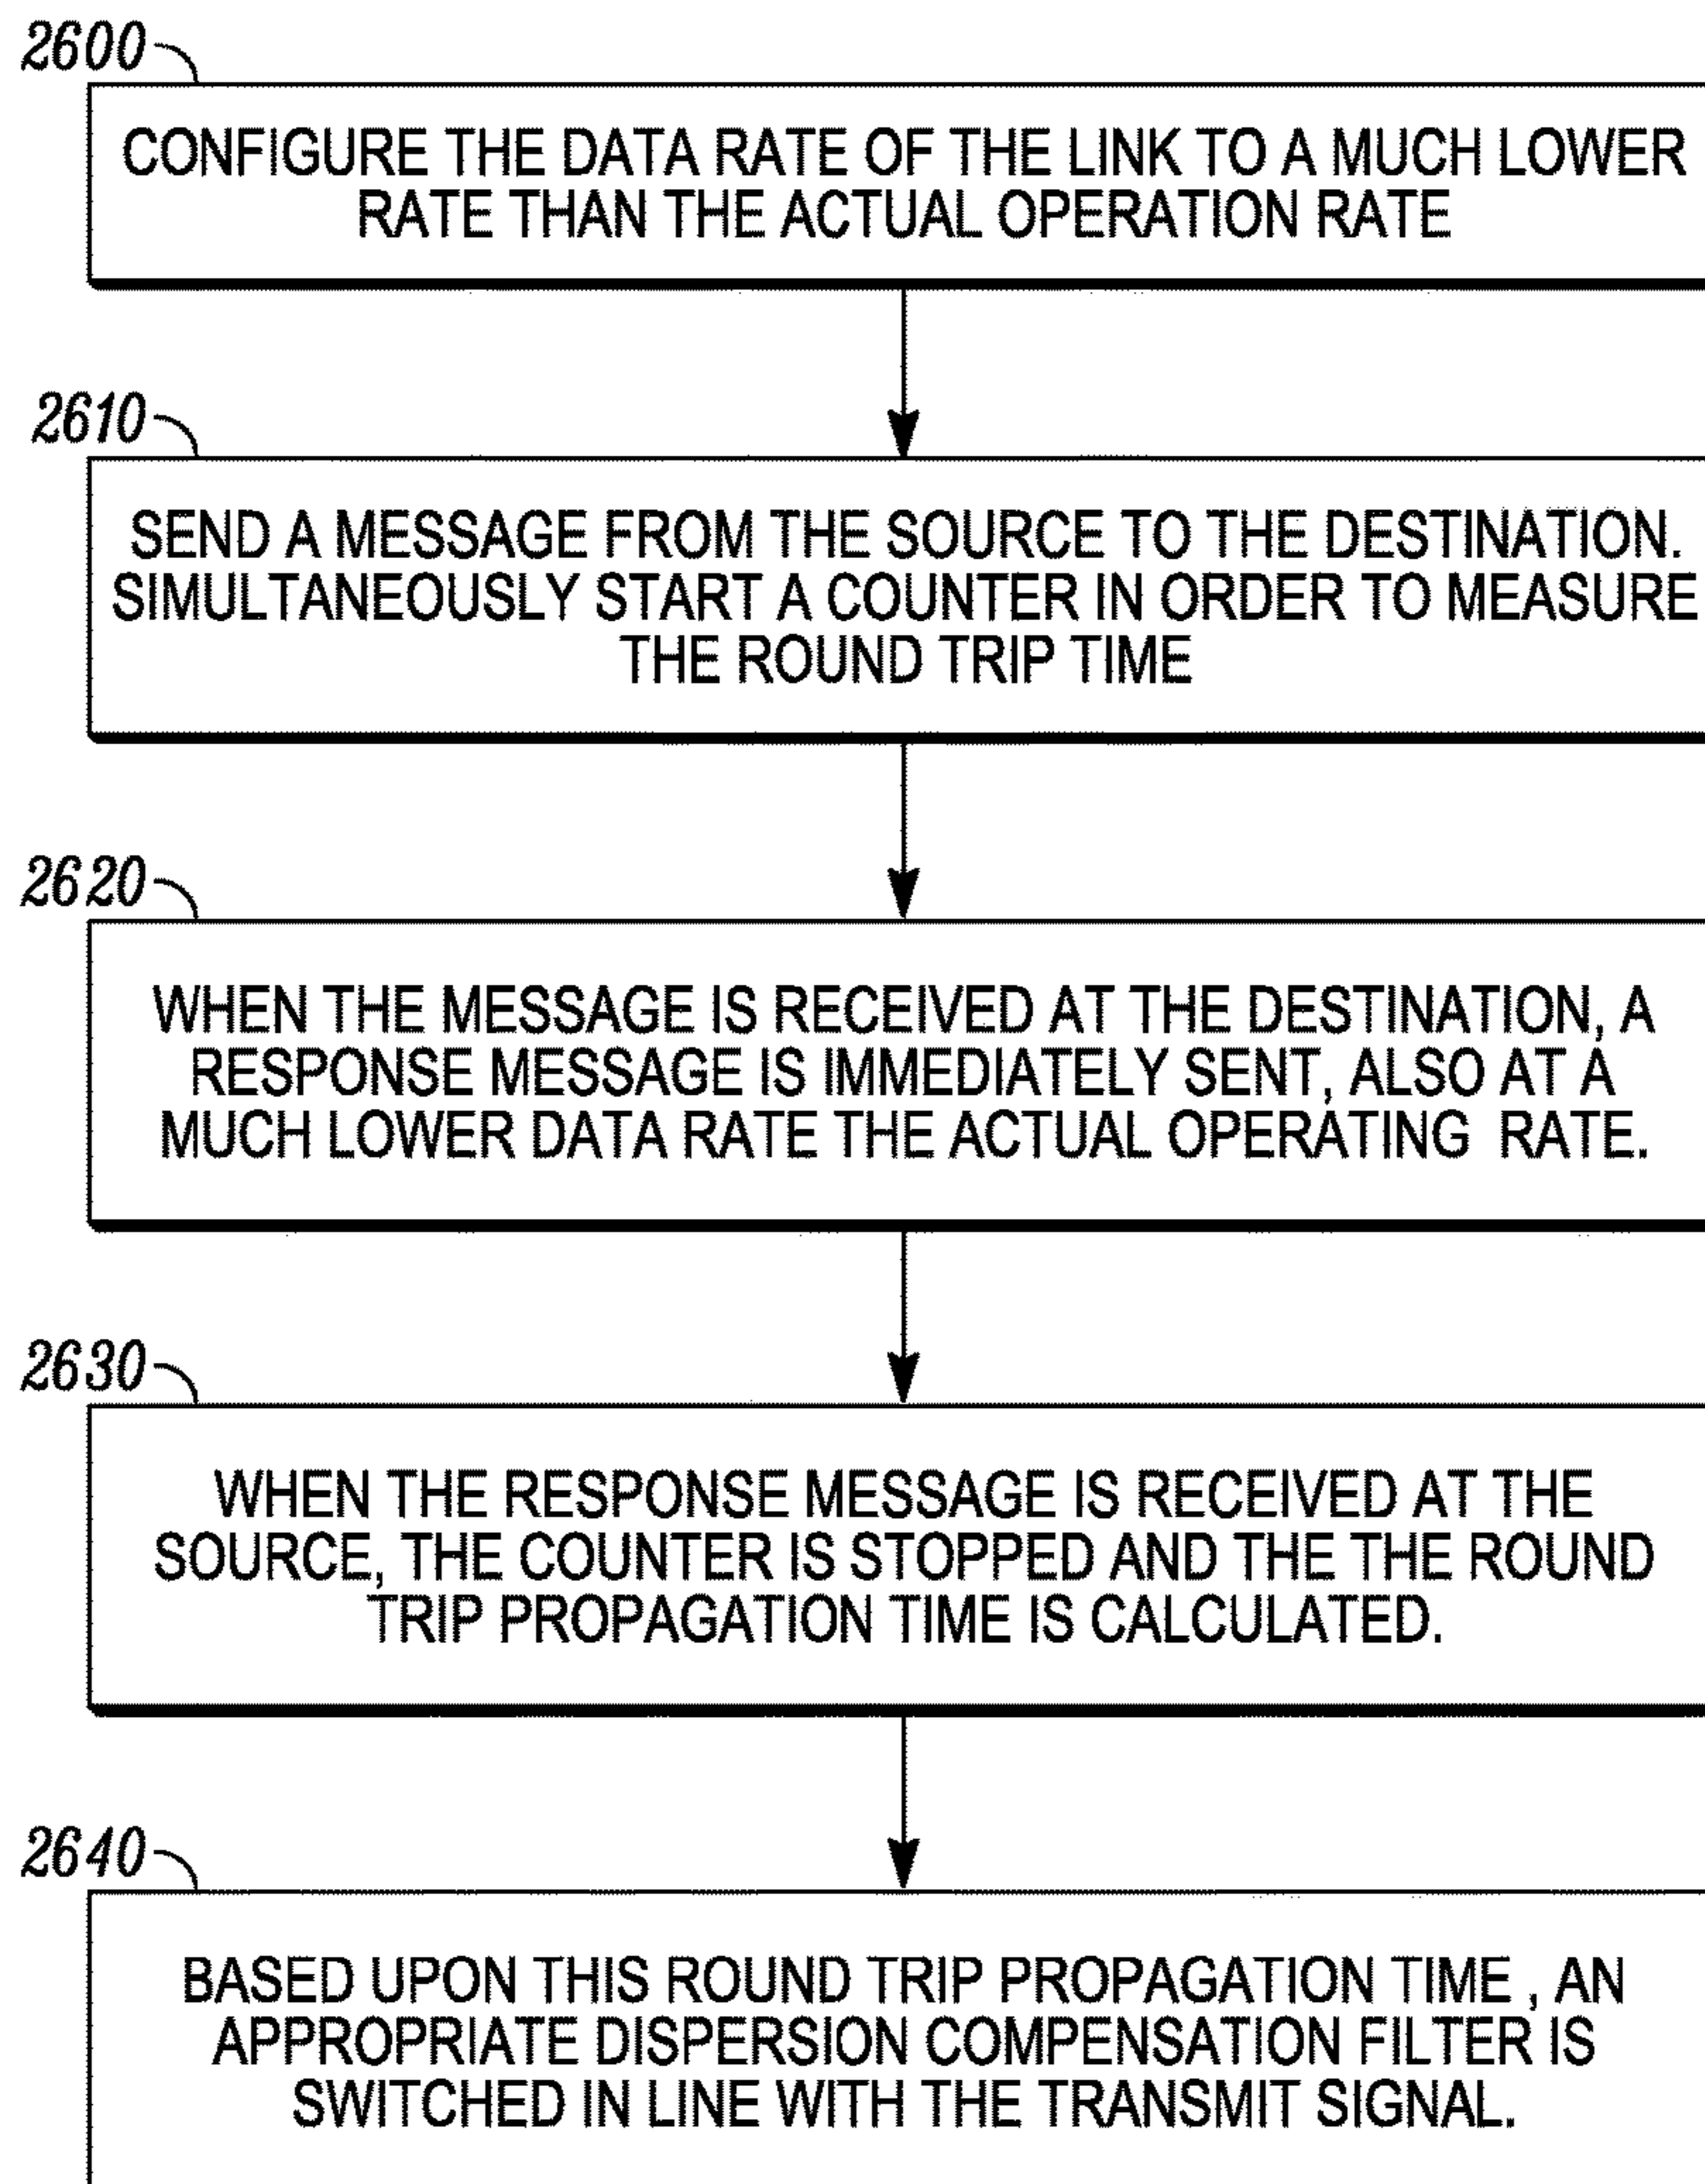 2600
CONFIGURE THE DATA RATE OF THE LINK TO A MUCH LOWER
RATE THAN THE ACTUAL OPERATION RATE
2610
SEND A MESSAGE FROM THE SOURCE TO THE DESTINATION.
SIMULTANEOUSLY START A COUNTER IN ORDER TO MEASURE
THE ROUND TRIP TIME
2620
WHEN THE MESSAGE IS RECEIVED AT THE DESTINATION, A
RESPONSE MESSAGE IS IMMEDIATELY SENT, ALSO AT A
MUCH LOWER DATA RATE THE ACTUAL OPERATING RATE.
2630
WHEN THE RESPONSE MESSAGE IS RECEIVED AT THE
SOURCE, THE COUNTER IS STOPPED AND THE THE ROUND
TRIP PROPAGATION TIME IS CALCULATED.
2640
BASED UPON THIS ROUND TRIP PROPAGATION TIME , AN
APPROPRIATE DISPERSION COMPENSATION FILTER IS
SWITCHED IN LINE WITH THE TRANSMIT SIGNAL.